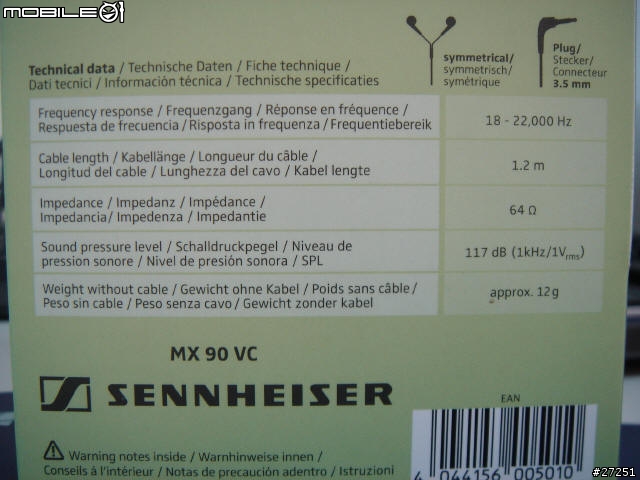 MOBILE01
symmetrical/
symmetrisch/
symétrique
Plug/
Stecker/
Connecteur
3.5 mm
Technical data / Technische Daten / Fiche technique /
Dati tecnici / Información técnica / Technische specificaties
Frequency response / Frequenzgang / Réponse en fréquence /
Respuesta de frecuencia / Risposta in frequenza / Frequentiebereik
18 - 22,000 Hz
Cable length / Kabellänge / Longueur du câble /
Longitud del cable / Lunghezza del cavo / Kabel lengte
1.2 m
Impedance / Impedanz / Impédance /
Impedancia/ Impedenza / Impedantie
64 Ω
Sound pressure level / Schalldruckpegel / Niveau de
pression sonore / Nivel de presión sonora / SPL
117 dB (1kHz/1Vrms)
Weight without cable / Gewicht ohne Kabel / Poids sans câble /
Peso sin cable / Peso senza cavo / Gewicht zonder kabel
approx. 12g
MX 90 VC
SENNHEISER
EAN
4 044156 005010
Warning notes inside / Warnhinweise innen /
Conseils à l'intérieur / Notas de precaución adentro / Istruzioni
#27251